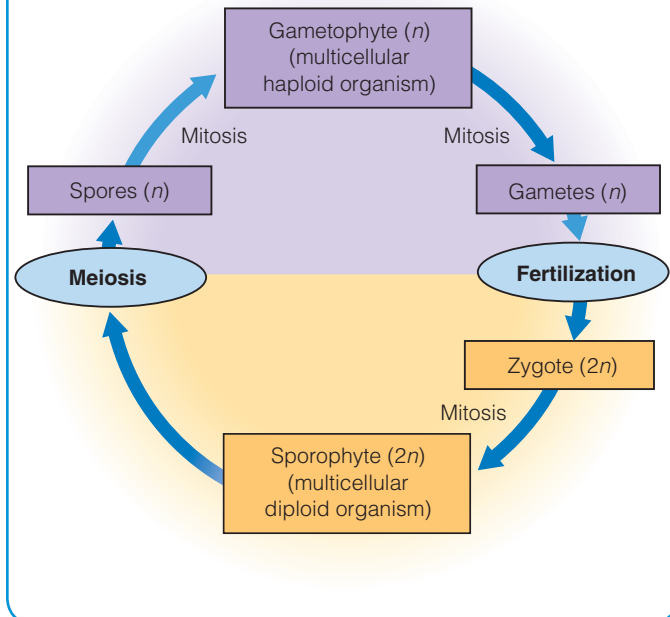 Gametophyte (n)
(multicellular
haploid organism)
Mitosis
Mitosis
Spores (n)
Gametes (n)
Meiosis
Fertilization
Zygote (2n)
Mitosis
Sporophyte (2n)
(multicellular
diploid organism)